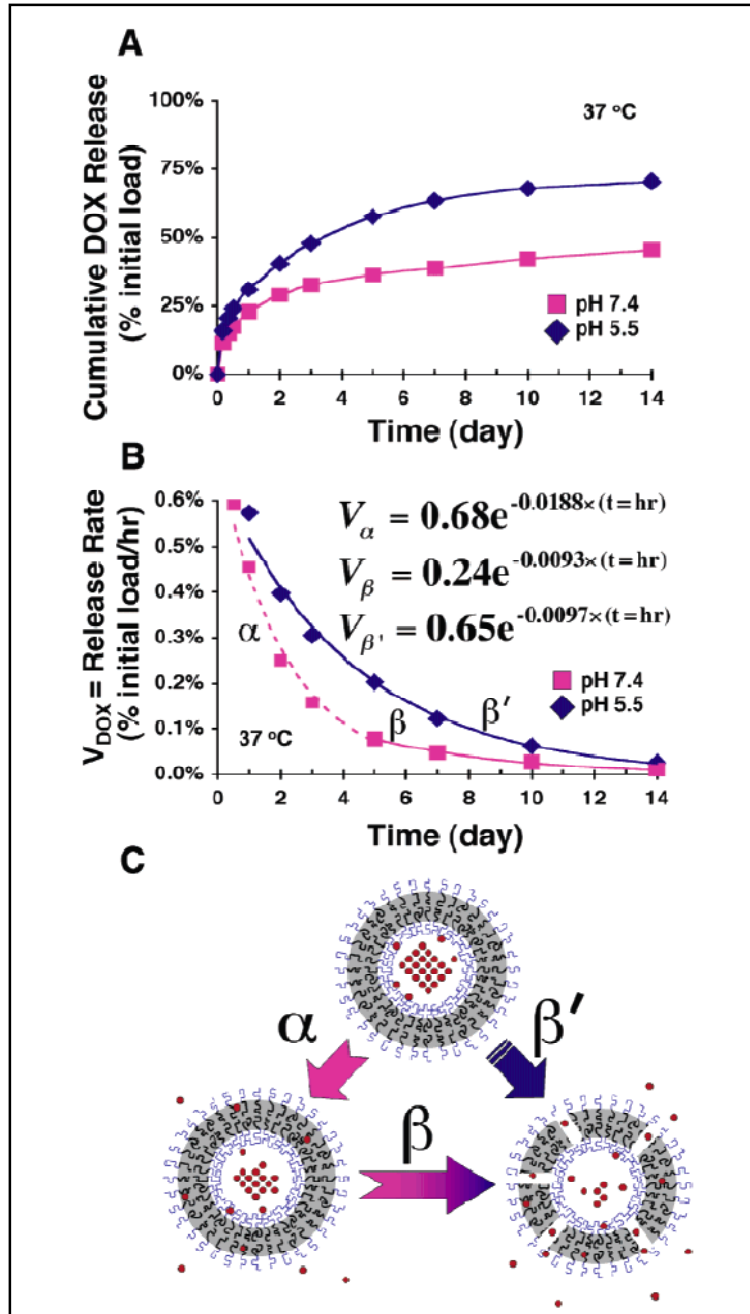 A
Cumulative DOX Release
(% initial load)
100%
75%
50%
25%
0%
37 °C
pH 7.4
pH 5.5
0 2 4 6 8 10 12 14
Time (day)
B
V_DOX = Release Rate
(% initial load/hr)
0.6%
0.5%
0.4%
0.3%
0.2%
0.1%
0.0%
V_α = 0.68e^-0.0188×(t=hr)
V_β = 0.24e^-0.0093×(t=hr)
V_β' = 0.65e^-0.0097×(t=hr)
α
pH 7.4
pH 5.5
β
β′
37 °C
0 2 4 6 8 10 12 14
Time (day)
C
α
β′
β